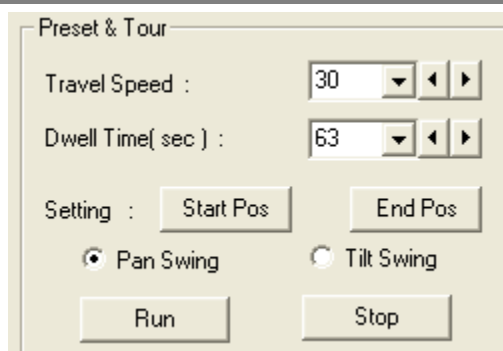 Preset & Tour
Travel Speed : 30
Dwell Time( sec ) : 63
Setting : Start Pos End Pos
Pan Swing Tilt Swing
Run Stop